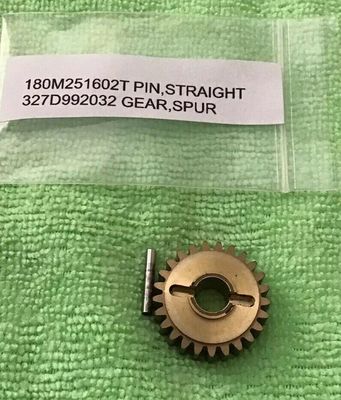 180M251602T PIN,STRAIGHT
327D992032 GEAR,SPUR